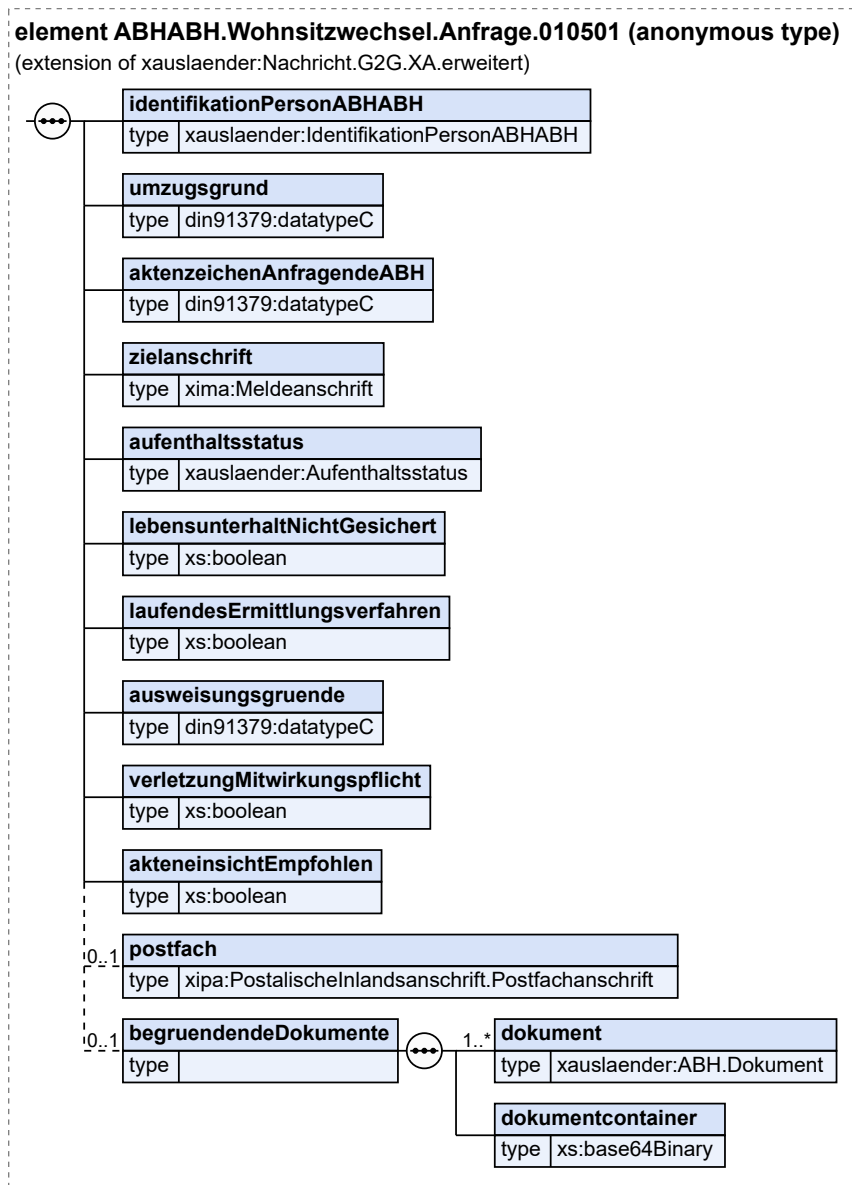 element ABHABH.Wohnsitzwechsel.Anfrage.010501 (anonymous type)
(extension of xauslaender:Nachricht.G2G.XA.erweitert)
identifikationPersonABHABH
type xauslaender:IdentifikationPersonABHABH
umzugsgrund
type din91379:datatypeC
aktenzeichenAnfragendeABH
type din91379:datatypeC
zielanschrift
type xima:Meldeanschrift
aufenthaltsstatus
type xauslaender:Aufenthaltsstatus
lebensunterhaltNichtGesichert
type xs:boolean
laufendesErmittlungsverfahren
type xs:boolean
ausweisungsgruende
type din91379:datatypeC
verletzungMitwirkungspflicht
type xs:boolean
akteneinsichtEmpfohlen
type xs:boolean
0..1 postfach
type xipa:PostalischeInlandsanschrift.Postfachanschrift
0..1 begruendendeDokumente 1..* dokument
type type xauslaender:ABH.Dokument
dokumentcontainer
type xs:base64Binary